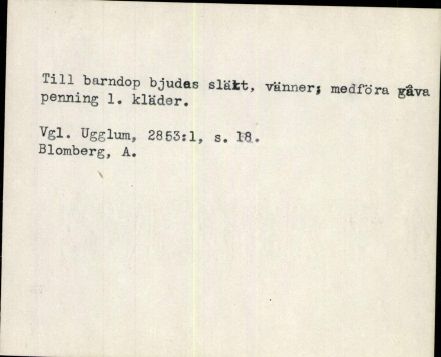 Till barndop bjudas släkt, vänner; medföra gåva
penning l. kläder.
Vgl. Ugglum, 2853:1, s. 18.
Blomberg, A.